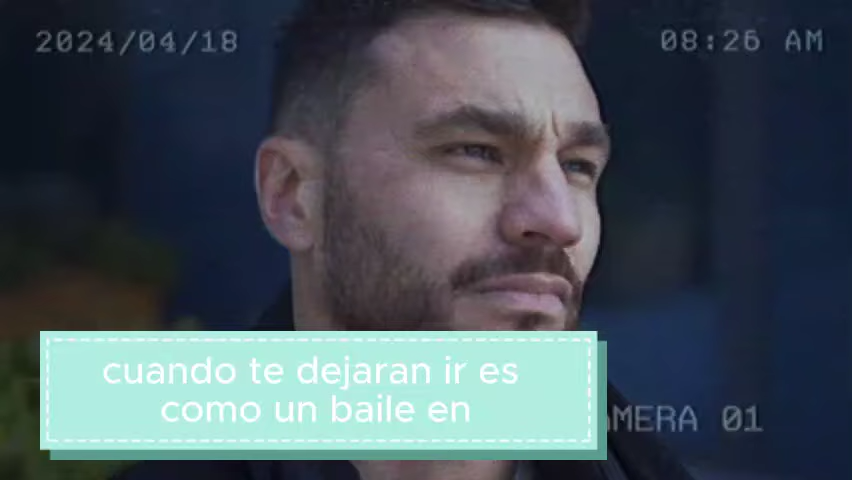 2024/04/18
08:26 AM
cuando te dejaran ir es
como un baile en
AMERA 01